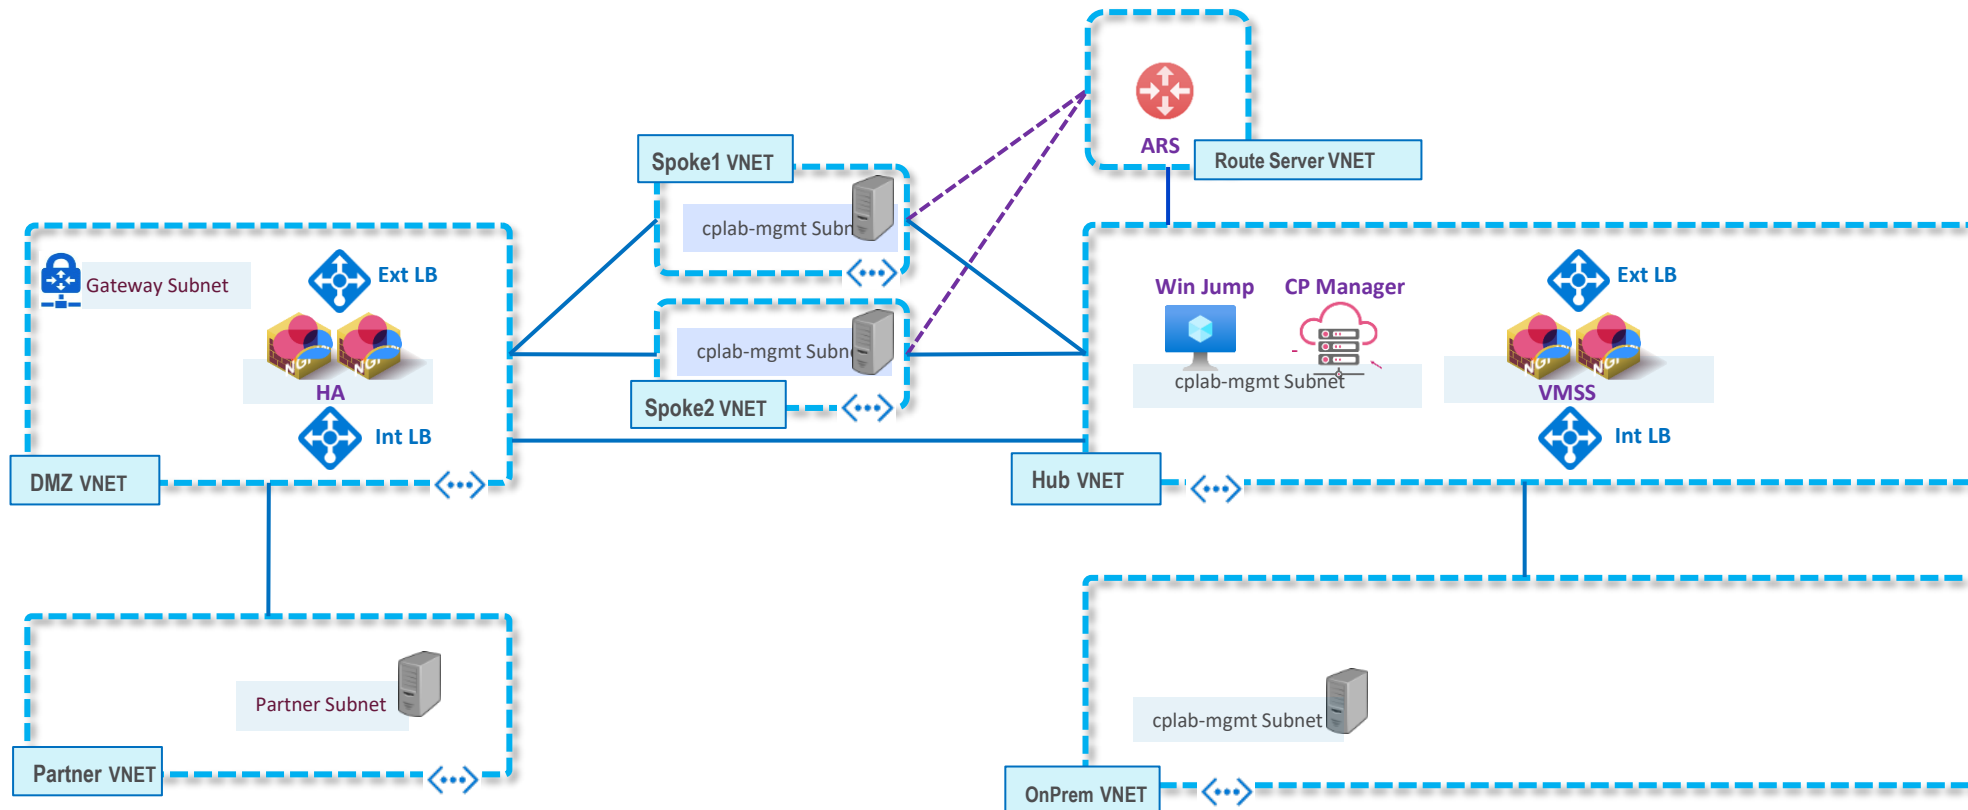 ARS
Route Server VNET
Spoke1 VNET
cplab-mgmt Subn
Gateway Subnet
Ext LB
HA
Int LB
DMZ VNET
cplab-mgmt Subn
Spoke2 VNET
Win Jump
CP Manager
cplab-mgmt Subnet
Ext LB
VMSS
Int LB
Hub VNET
Partner Subnet
Partner VNET
cplab-mgmt Subnet
OnPrem VNET